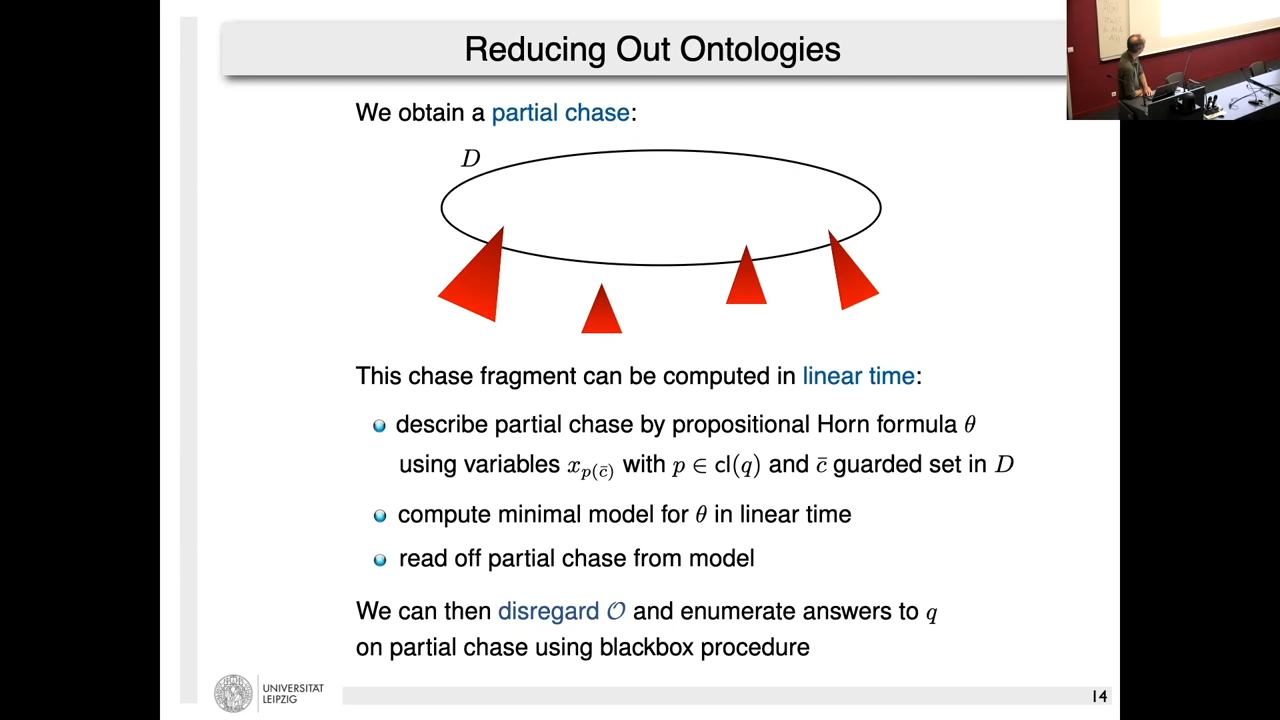 Reducing Out Ontologies
We obtain a partial chase:
D
This chase fragment can be computed in linear time:
describe partial chase by propositional Horn formula θ
using variables x_{p(c̄)} with p ∈ cl(q) and c̄ guarded set in D
compute minimal model for θ in linear time
read off partial chase from model
We can then disregard 𝒪 and enumerate answers to q
on partial chase using blackbox procedure
UNIVERSITÄT
LEIPZIG
14